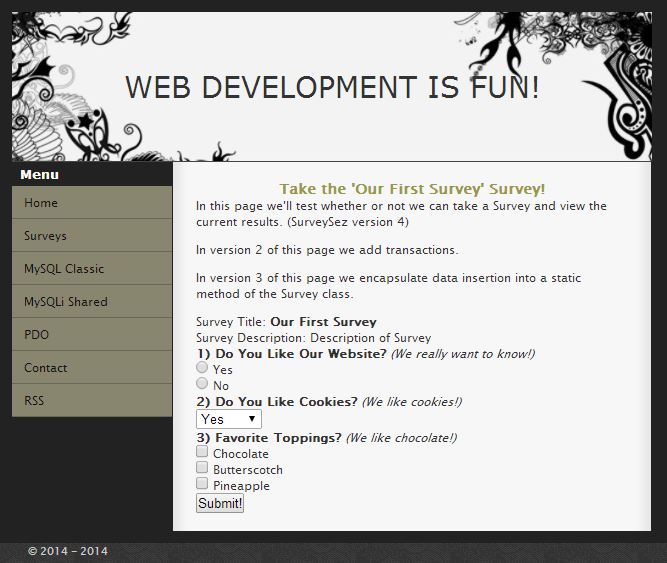 WEB DEVELOPMENT IS FUN!
Menu
Home
Surveys
MySQL Classic
MySQLi Shared
PDO
Contact
RSS
Take the 'Our First Survey' Survey!
In this page we'll test whether or not we can take a Survey and view the
current results. (SurveySez version 4)
In version 2 of this page we add transactions.
In version 3 of this page we encapsulate data insertion into a static
method of the Survey class.
Survey Title: Our First Survey
Survey Description: Description of Survey
1) Do You Like Our Website? (We really want to know!)
Yes
No
2) Do You Like Cookies? (We like cookies!)
Yes
3) Favorite Toppings? (We like chocolate!)
Chocolate
Butterscotch
Pineapple
Submit!
© 2014 - 2014